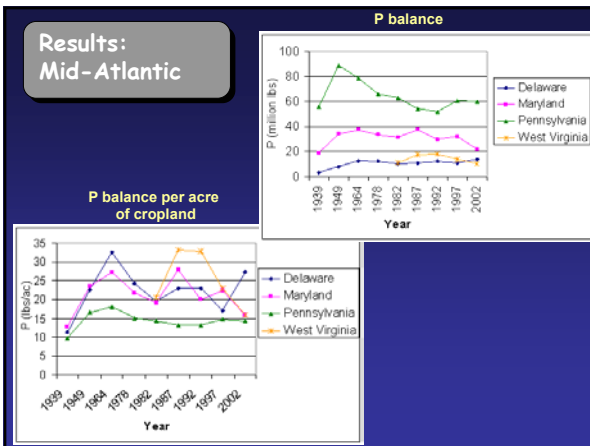 Results:
Mid-Atlantic
P balance
P (million lbs)
100
80
60
40
20
0
1939
1949
1964
1978
1982
1987
1992
1997
2002
Year
Delaware
Maryland
Pennsylvania
West Virginia
P balance per acre
of cropland
P (lbs/ac)
35
30
25
20
15
10
5
0
1939
1949
1964
1978
1982
1987
1992
1997
2002
Year
Delaware
Maryland
Pennsylvania
West Virginia